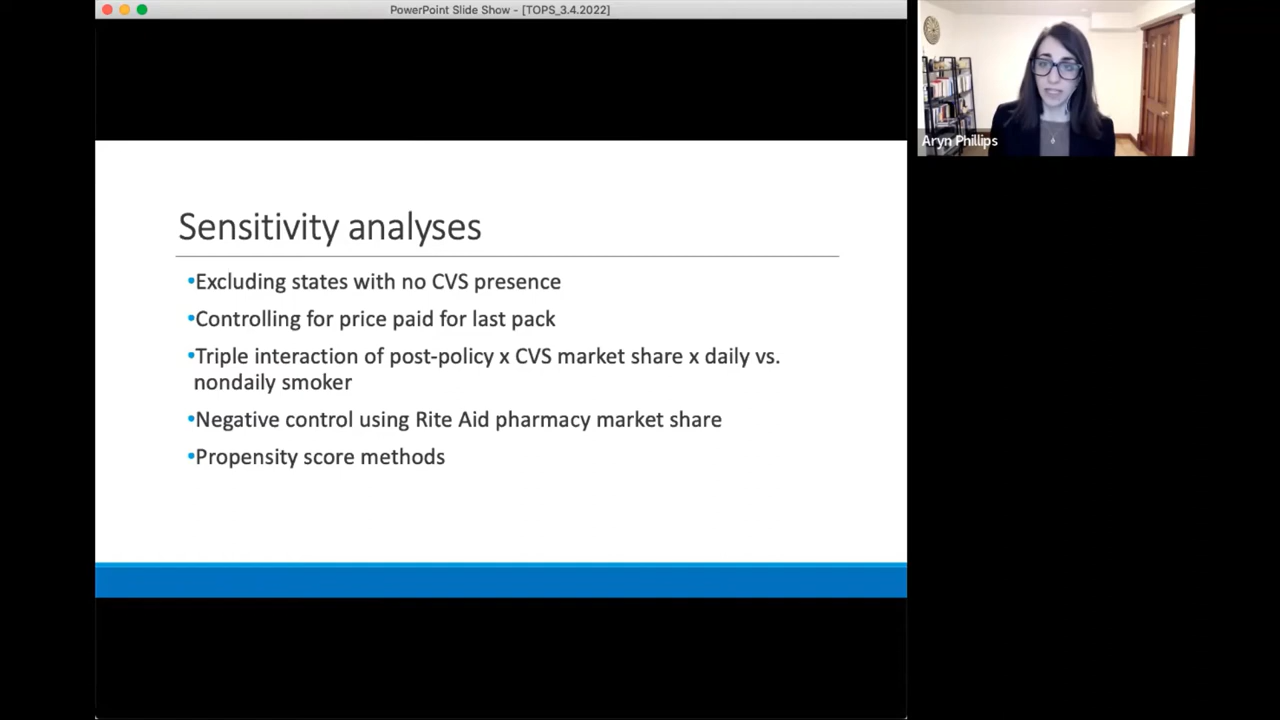 PowerPoint Slide Show - [TOPS_3.4.2022]
Aryn Phillips
Sensitivity analyses
•Excluding states with no CVS presence
•Controlling for price paid for last pack
•Triple interaction of post-policy x CVS market share x daily vs.
nondaily smoker
•Negative control using Rite Aid pharmacy market share
•Propensity score methods